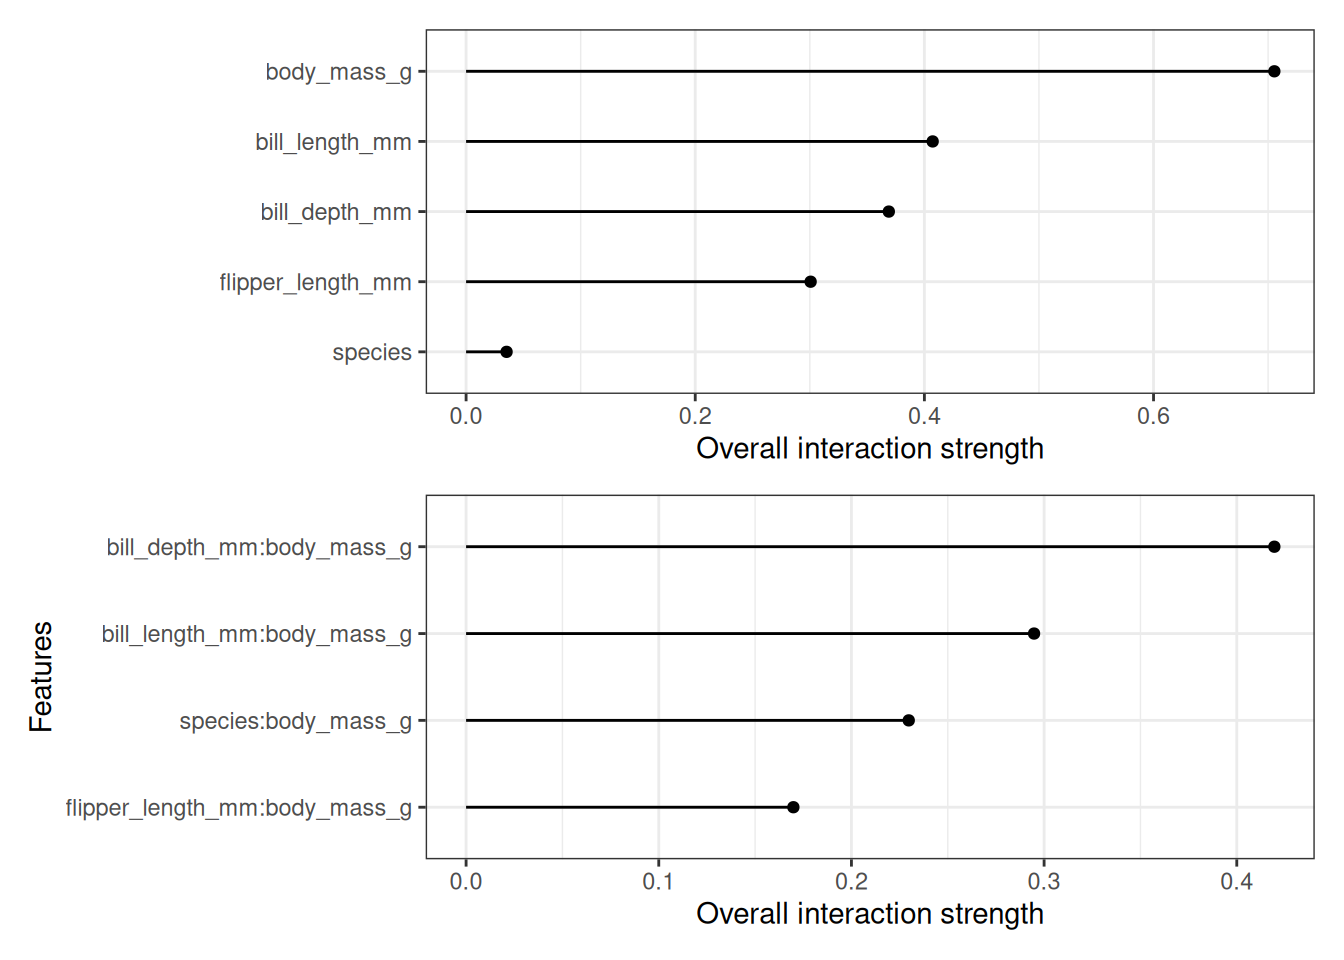 body_mass_g
bill_length_mm
bill_depth_mm
flipper_length_mm
species
0.0 0.2 0.4 0.6
Overall interaction strength
Features
bill_depth_mm:body_mass_g
bill_length_mm:body_mass_g
species:body_mass_g
flipper_length_mm:body_mass_g
0.0 0.1 0.2 0.3 0.4
Overall interaction strength